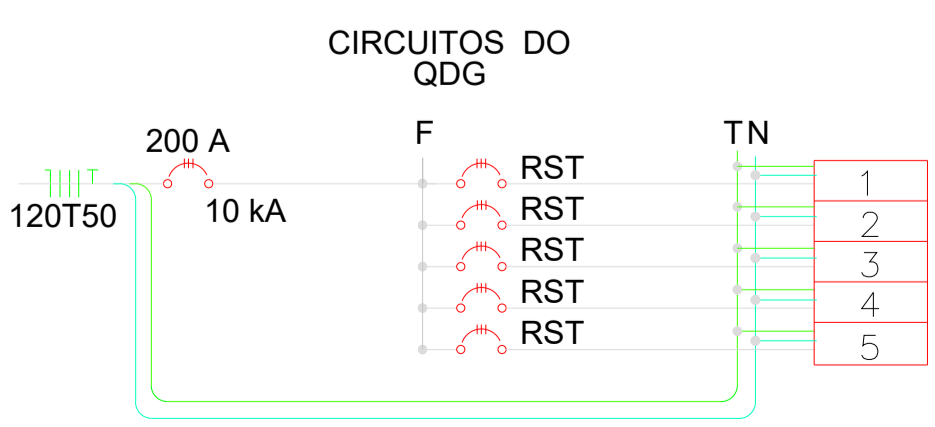 CIRCUITOS DO
QDG
200 A
F
T N
T
120T50
10 kA
RST
1
RST
2
RST
3
RST
4
RST
5